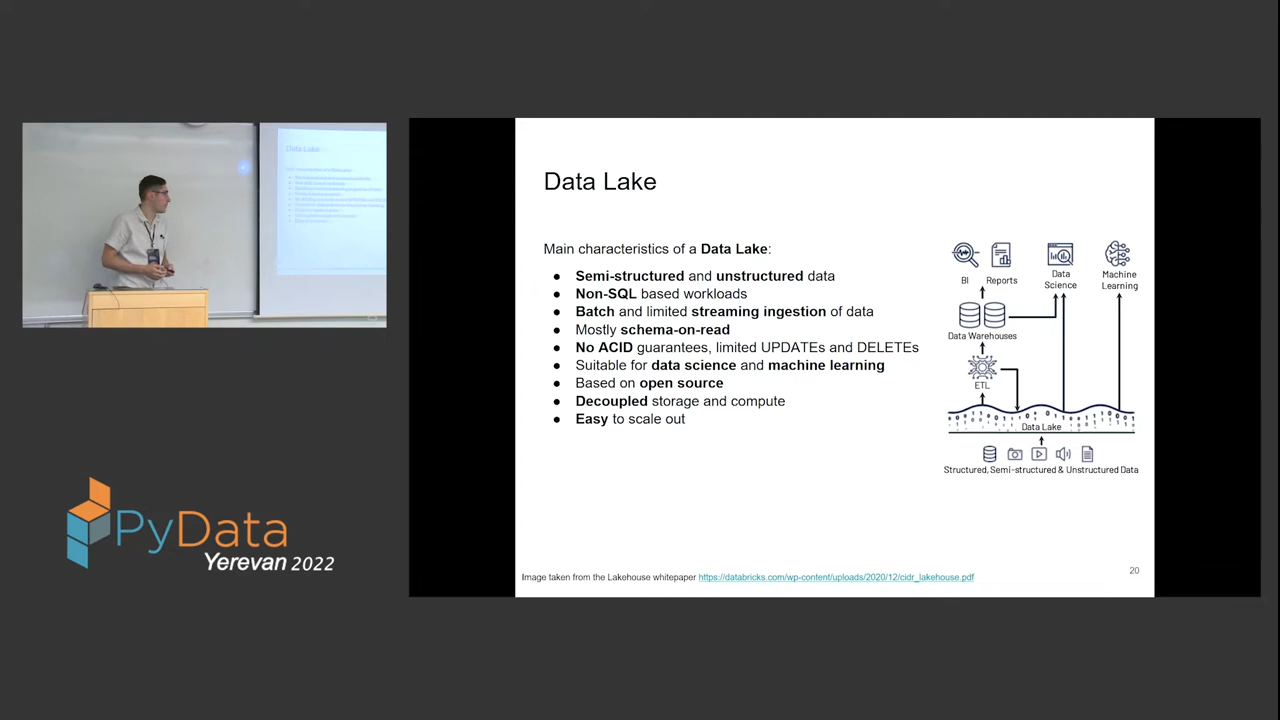 Data Lake
Main characteristics of a Data Lake:
● Semi-structured and unstructured data
● Non-SQL based workloads
● Batch and limited streaming ingestion of data
● Mostly schema-on-read
● No ACID guarantees, limited UPDATEs and DELETEs
● Suitable for data science and machine learning
● Based on open source
● Decoupled storage and compute
● Easy to scale out
BI
Reports
Data
Science
Machine
Learning
Data Warehouses
ETL
Data Lake
Structured, Semi-structured & Unstructured Data
Image taken from the Lakehouse whitepaper https://databricks.com/wp-content/uploads/2020/12/cidr_lakehouse.pdf
20
Data Lake
PyData
Yerevan 2022